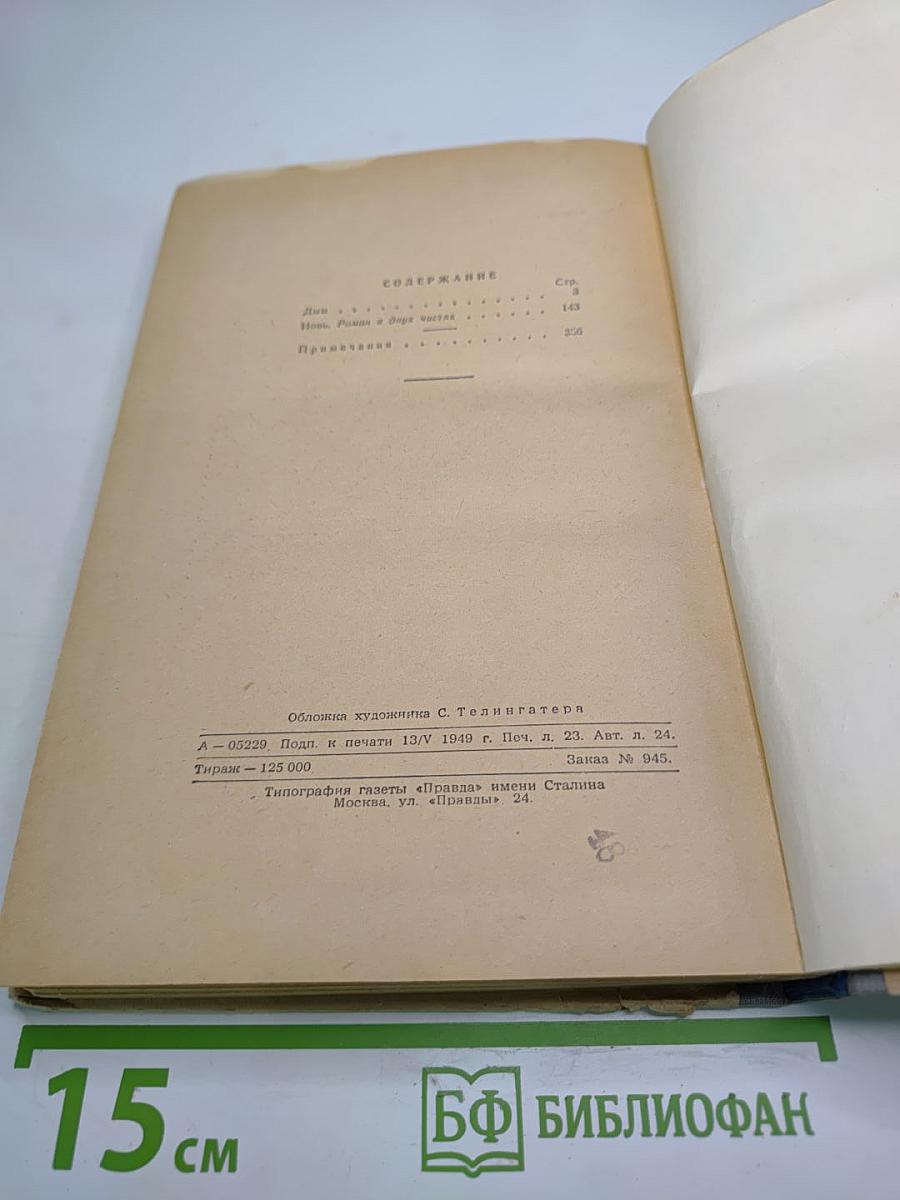 СОДЕРЖАНИЕ
Стр.
Дым . . . . . . . . . . . . . . . 3
Новь. Роман в двух частях . . . . . . 143
Примечания . . . . . . . . . . 356
Обложка художника С. Телингатера
А — 05229. Подп. к печати 13/V 1949 г. Печ. л. 23. Авт. л. 24.
Тираж — 125 000. Заказ № 945.
Типография газеты «Правда» имени Сталина
Москва, ул. «Правды», 24.
15 см
БФ БИБЛИОФАН